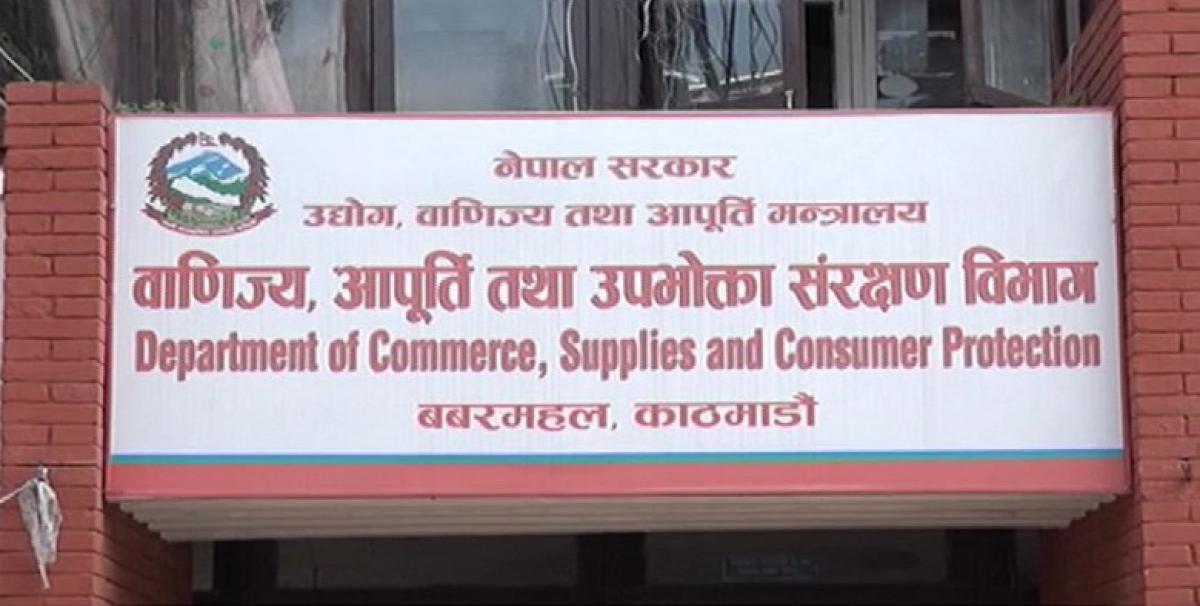 नेपाल सरकार
उद्योग, वाणिज्य तथा आपूर्ति मन्त्रालय
वाणिज्य, आपूर्ति तथा उपभोक्ता संरक्षण विभाग
Department of Commerce, Supplies and Consumer Protection
बबरमहल, काठमाडौं